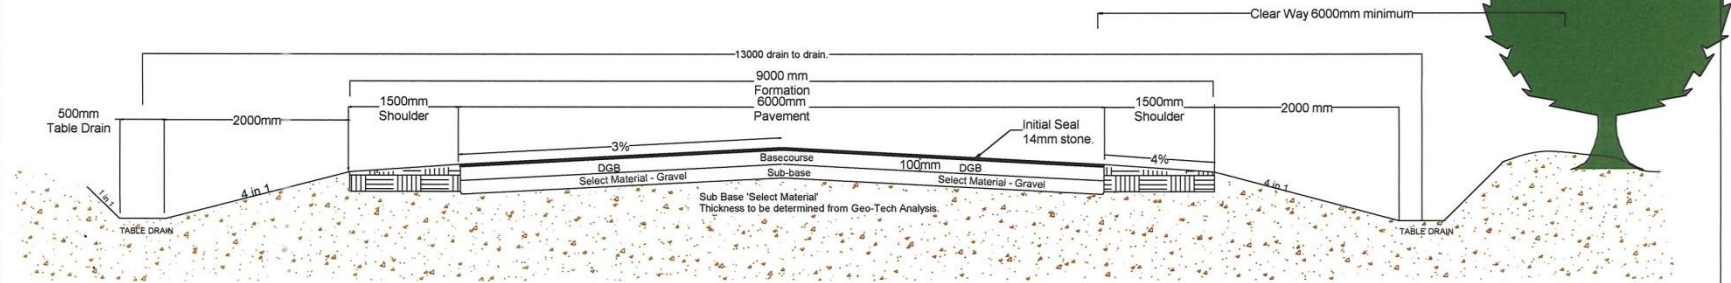 Clear Way 6000mm minimum
13000 drain to drain.
9000 mm
Formation
500mm
Table Drain
2000mm
1500mm
Shoulder
6000mm
Pavement
1500mm
Shoulder
2000 mm
Initial Seal
14mm stone.
3%
4%
Basecourse
100mm
DGB
DGB
Sub-base
Select Material - Gravel
Select Material - Gravel
1 in 1
4 in 1
4 in 1
Sub Base 'Select Material'
Thickness to be determined from Geo-Tech Analysis.
TABLE DRAIN
TABLE DRAIN